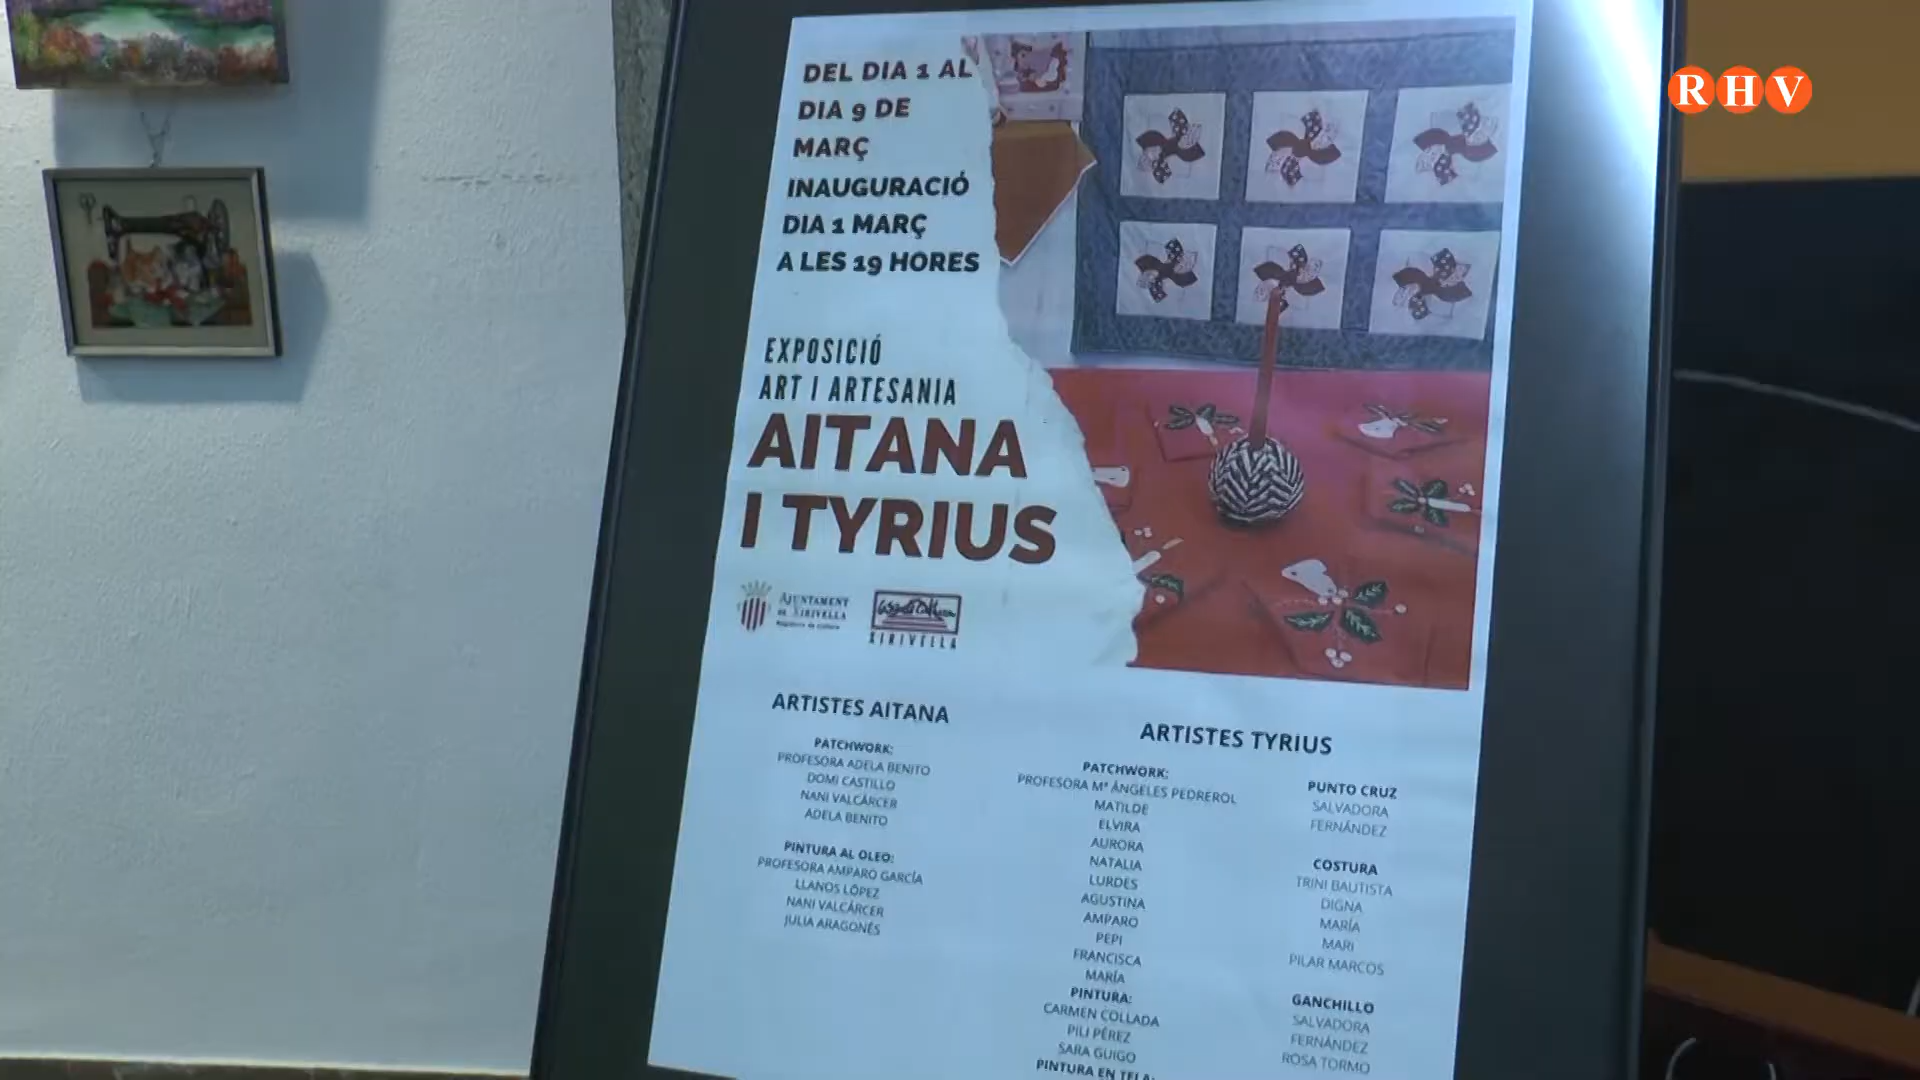 RHV
DEL DIA 1 AL
DIA 9 DE
MARÇ
INAUGURACIÓ
DIA 1 MARÇ
A LES 19 HORES
EXPOSICIÓ
ART I ARTESANIA
AITANA
I TYRIUS
AJUNTAMENT
DE XIRIVELLA
XIRIVELLA
ARTISTES AITANA
PATCHWORK:
PROFESORA ADELA BENITO
DOMI CASTILLO
NANI VALCÁRCER
ADELA BENITO
PINTURA AL OLEO:
PROFESORA AMPARO GARCÍA
LLANOS LÓPEZ
NANI VALCÁRCER
JULIA ARAGONÉS
ARTISTES TYRIUS
PATCHWORK:
PROFESORA Mª ÀNGELES PEDREROL
MATILDE
ELVIRA
AURORA
NATALIA
LURDES
AGUSTINA
AMPARO
PEPI
FRANCISCA
MARÍA
PINTURA:
CARMEN COLLADA
PILI PÉREZ
SARA GUIGO
PINTURA EN TELA:
PUNTO CRUZ
SALVADORA
FERNÁNDEZ
COSTURA
TRINI BAUTISTA
DIGNA
MARÍA
MARI
PILAR MARCOS
GANCHILLO
SALVADORA
FERNÁNDEZ
ROSA TORMO